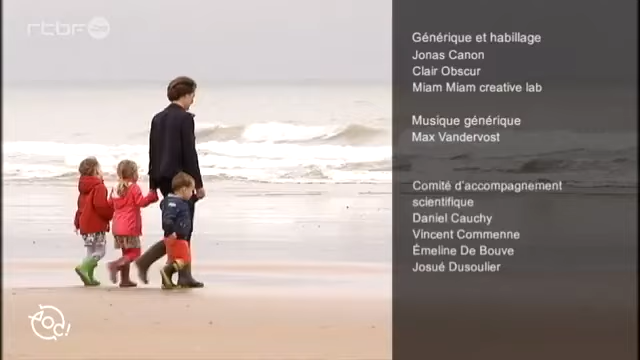 rtbf
Générique et habillage
Jonas Canon
Clair Obscur
Miam Miam creative lab
Musique générique
Max Vandervost
Comité d'accompagnement
scientifique
Daniel Cauchy
Vincent Commenne
Émeline De Bouve
Josué Dusoulier
DOC!